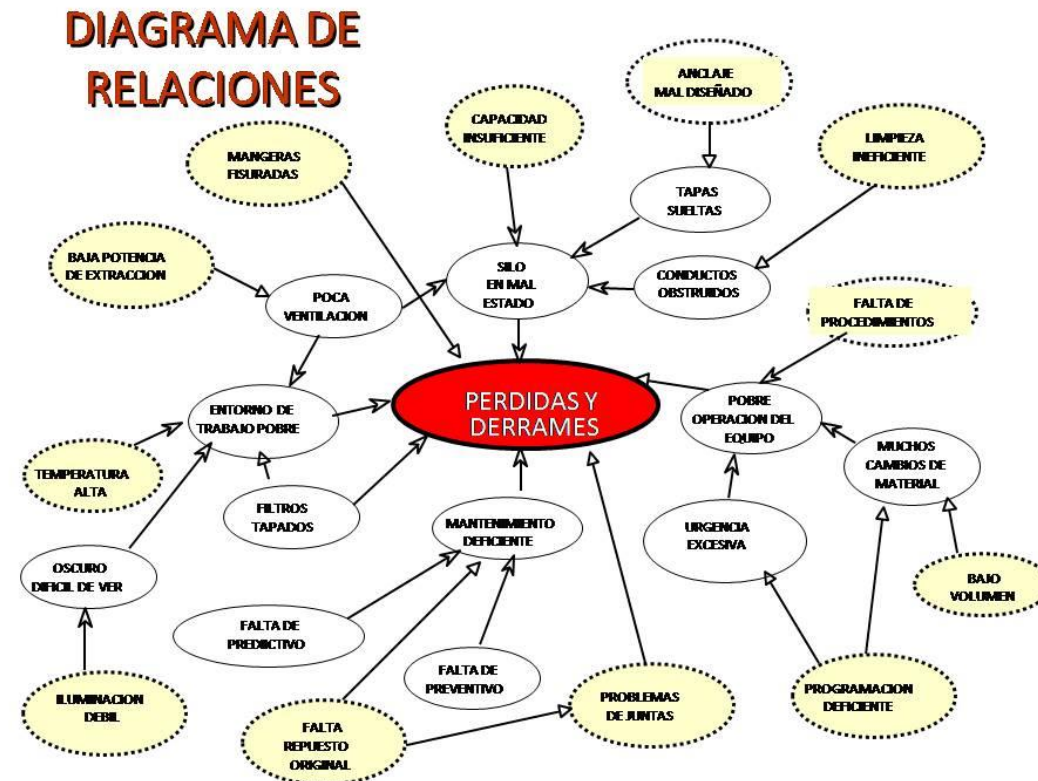 DIAGRAMA DE
RELACIONES
ANCLAJE
MAL DISEÑADO
CAPACIDAD
INSUFICIENTE
LIMPIEZA
INEFICIENTE
MANGERAS
FISURADAS
TAPAS
SUELTAS
BAJA POTENCIA
DE EXTRACCION
SILO
EN MAL
ESTADO
CONDUCTOS
OBSTRUIDOS
POCA
VENTILACION
FALTA DE
PROCEDIMIENTOS
PERDIDAS Y
DERRAMES
ENTORNO DE
TRABAJO POBRE
POBRE
OPERACION DEL
EQUIPO
MUCHOS
CAMBIOS DE
MATERIAL
TEMPERATURA
ALTA
FILTROS
TAPADOS
MANTENIMIENTO
DEFICIENTE
URGENCIA
EXCESIVA
OSCURO
DIFICIL DE VER
BAJO
VOLUMEN
FALTA DE
PREDIICTIVO
FALTA DE
PREVENTIVO
ILUMINACION
DEBIL
FALTA
REPUESTO
ORIGINAL
PROBLEMAS
DE JUNTAS
PROGRAMACION
DEFICIENTE